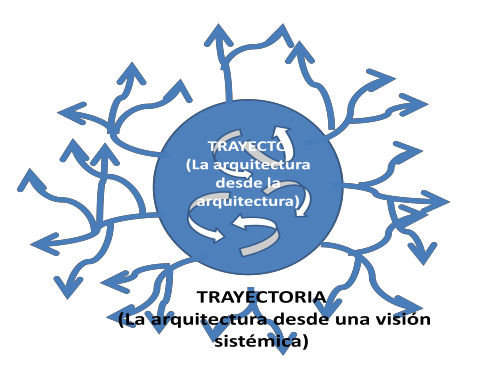 TRAYECTO
(La arquitectura
desde la
arquitectura)
TRAYECTORIA
(La arquitectura desde una visión
sistémica)